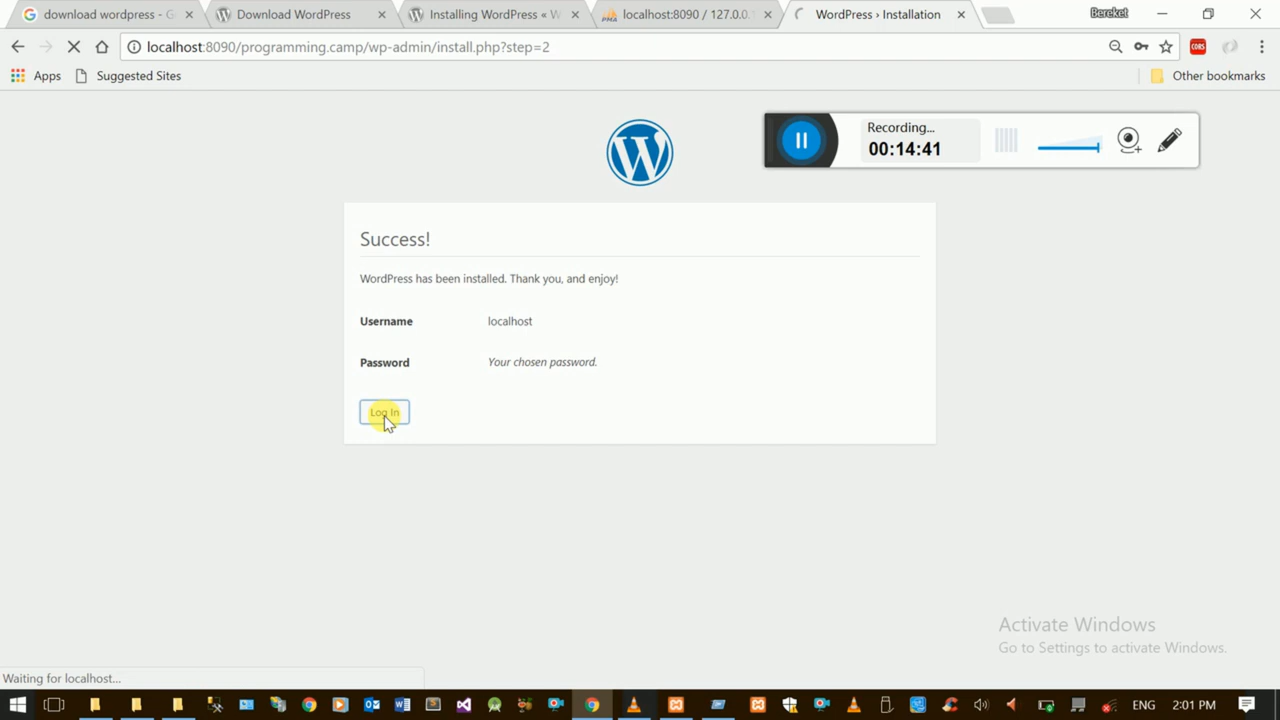 download wordpress - G
Download WordPress
Installing WordPress « W
localhost:8090 / 127.0.0.
WordPress › Installation
Bereket
localhost:8090/programming.camp/wp-admin/install.php?step=2
CORS
Apps
Suggested Sites
Other bookmarks
Recording...
00:14:41
Success!
WordPress has been installed. Thank you, and enjoy!
Username localhost
Password Your chosen password.
Log In
Activate Windows
Go to Settings to activate Windows.
Waiting for localhost...
ENG 2:01 PM